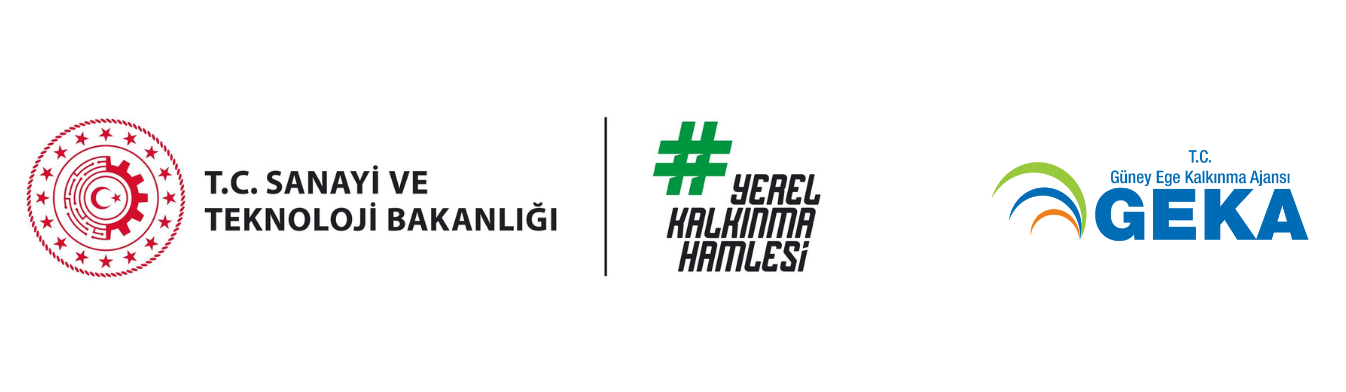 T.C. SANAYİ VE
TEKNOLOJİ BAKANLIĞI
#
YEREL
KALKINMA
HAMLESİ
T.C.
Güney Ege Kalkınma Ajansı
GEKA